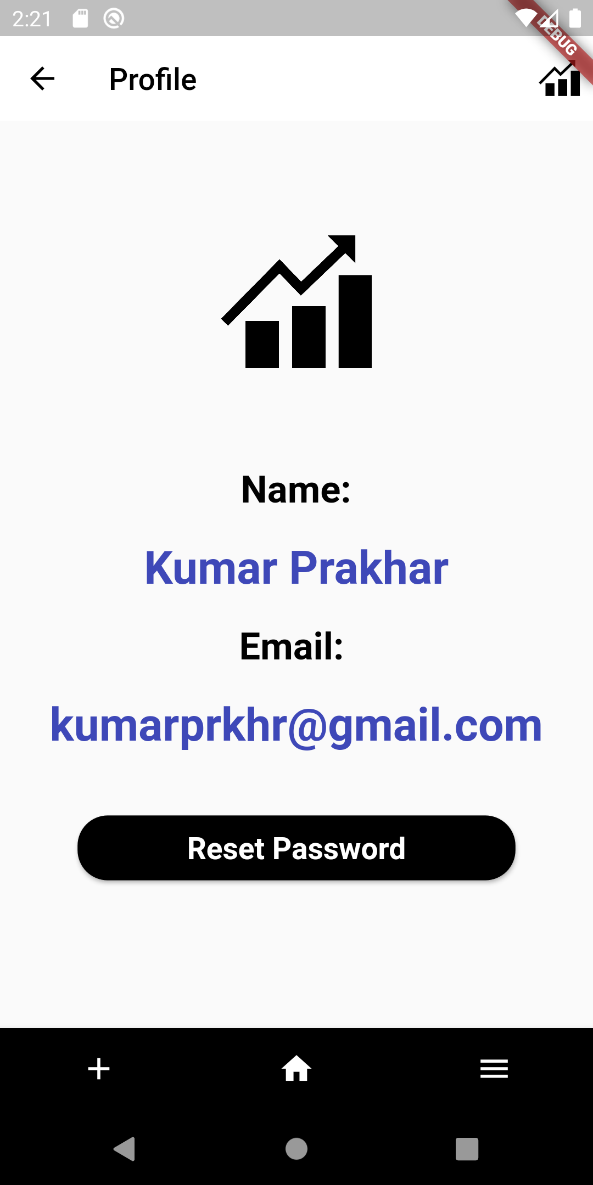 2:21
DEBUG
Profile
Name:
Kumar Prakhar
Email:
kumarprkhr@gmail.com
Reset Password